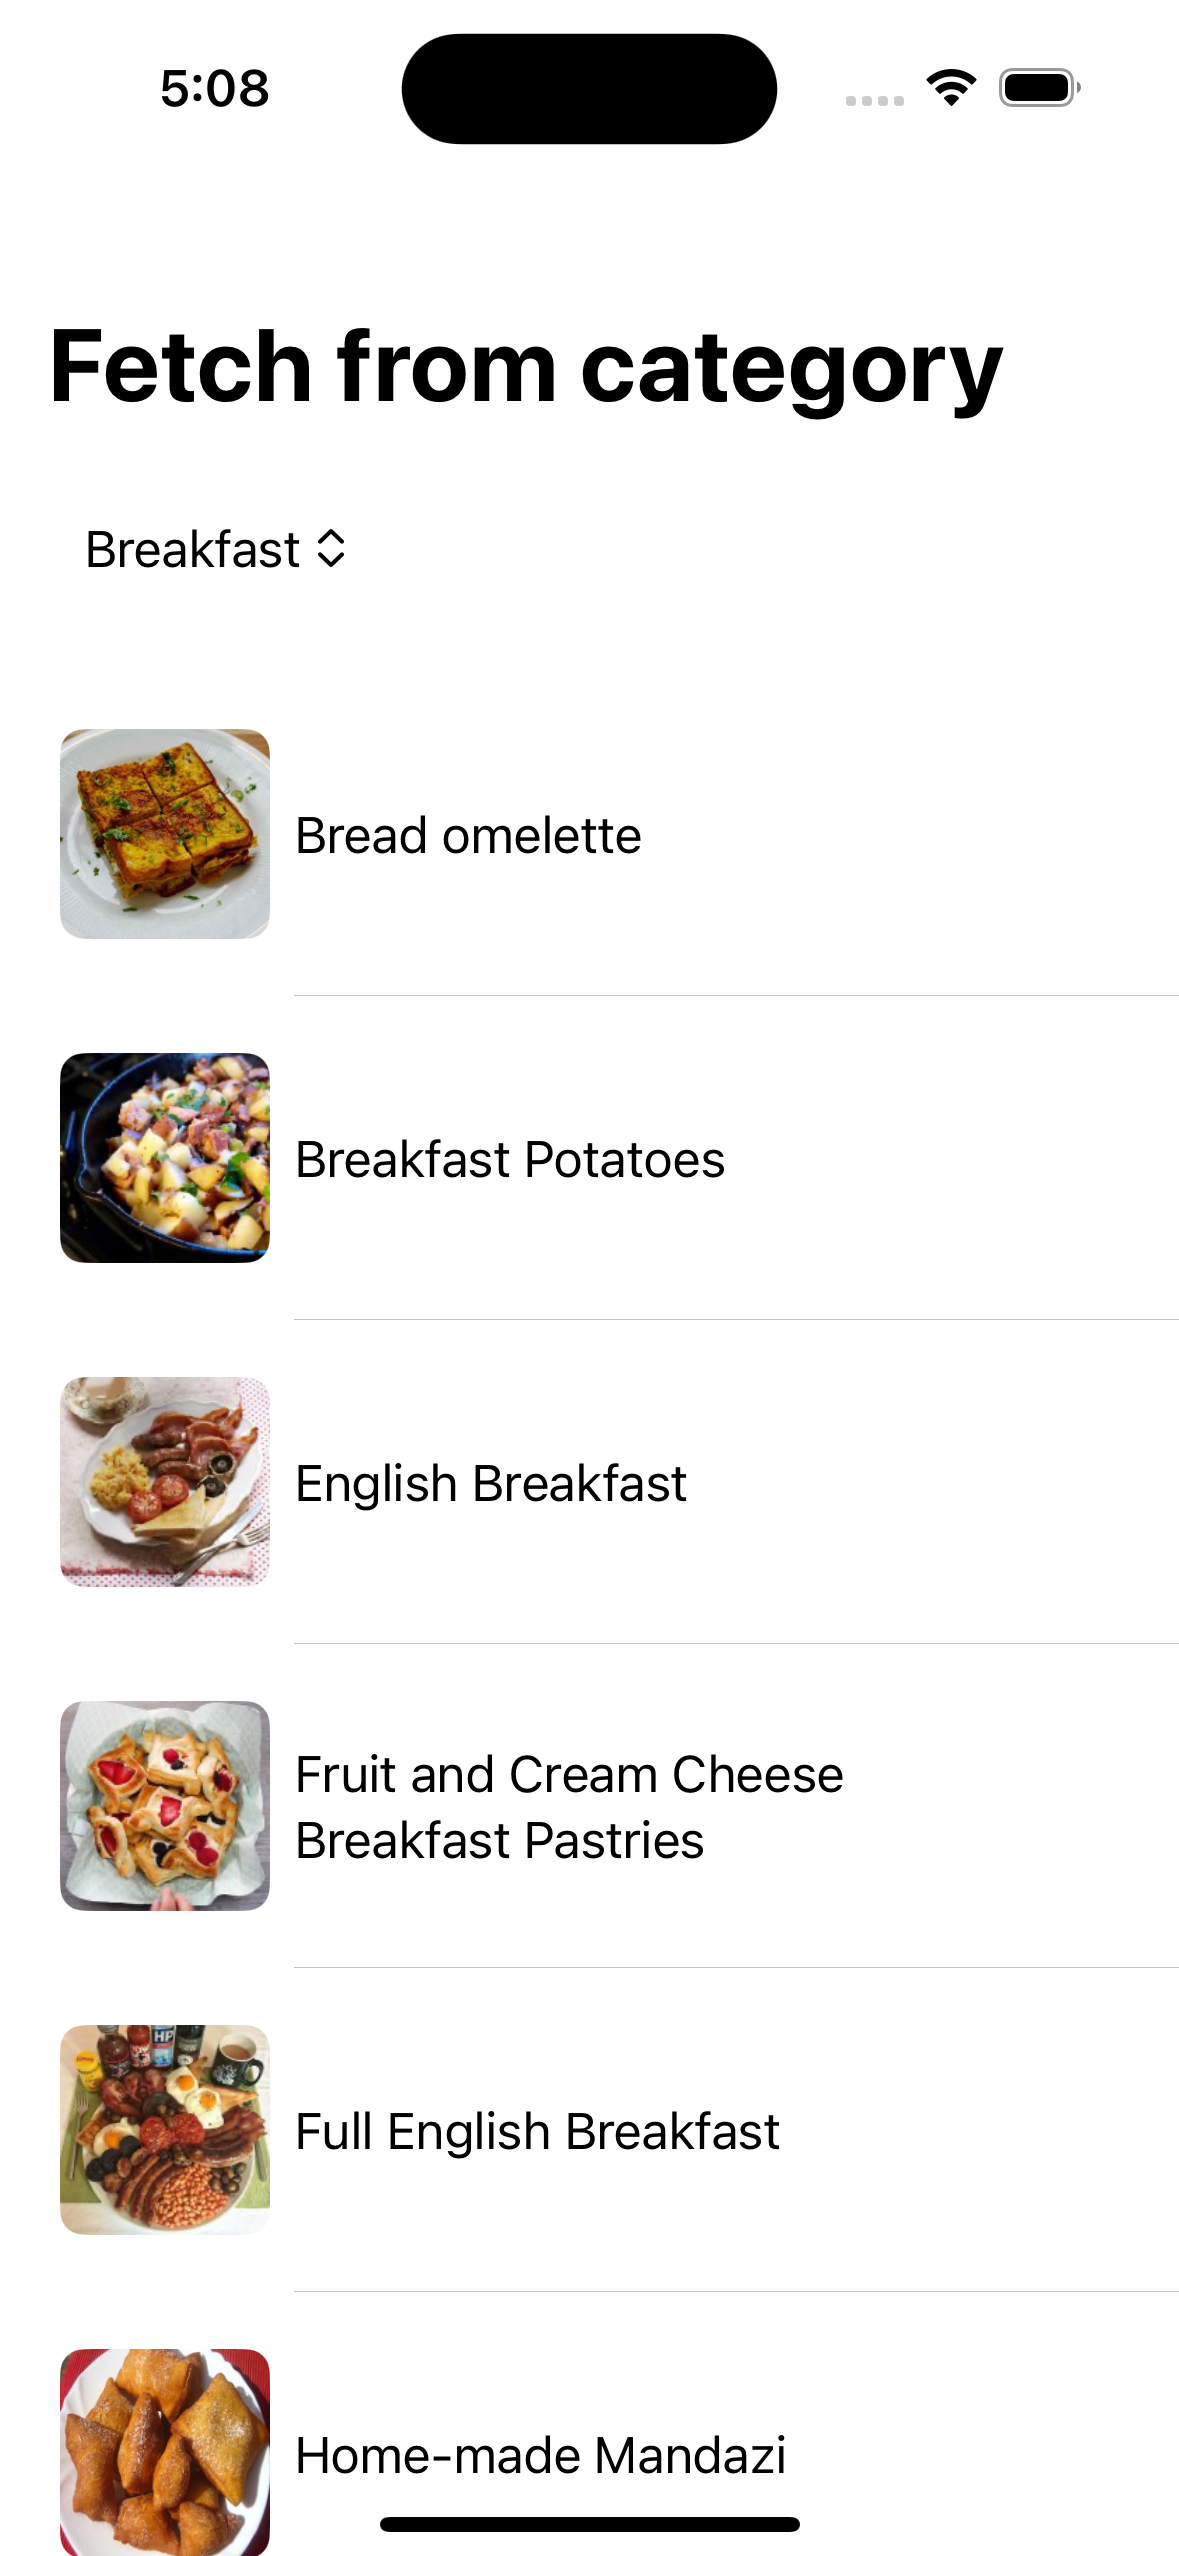 5:08
Fetch from category
Breakfast
Bread omelette
Breakfast Potatoes
English Breakfast
Fruit and Cream Cheese
Breakfast Pastries
HP
Full English Breakfast
Home-made Mandazi